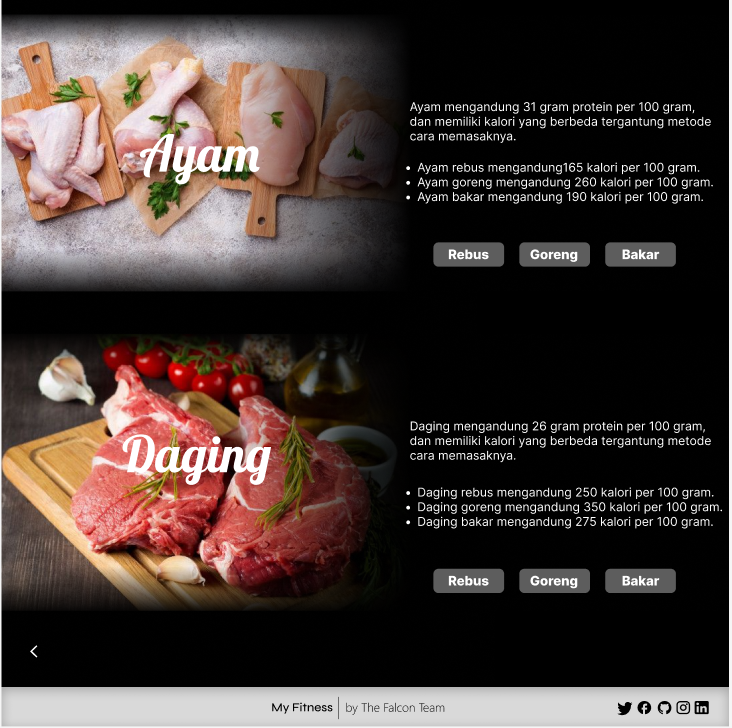 Ayam
Ayam mengandung 31 gram protein per 100 gram,
dan memiliki kalori yang berbeda tergantung metode
cara memasaknya.
Ayam rebus mengandung165 kalori per 100 gram.
Ayam goreng mengandung 260 kalori per 100 gram.
Ayam bakar mengandung 190 kalori per 100 gram.
Rebus Goreng Bakar
Daging
Daging mengandung 26 gram protein per 100 gram,
dan memiliki kalori yang berbeda tergantung metode
cara memasaknya.
Daging rebus mengandung 250 kalori per 100 gram.
Daging goreng mengandung 350 kalori per 100 gram.
Daging bakar mengandung 275 kalori per 100 gram.
Rebus Goreng Bakar
My Fitness | by The Falcon Team